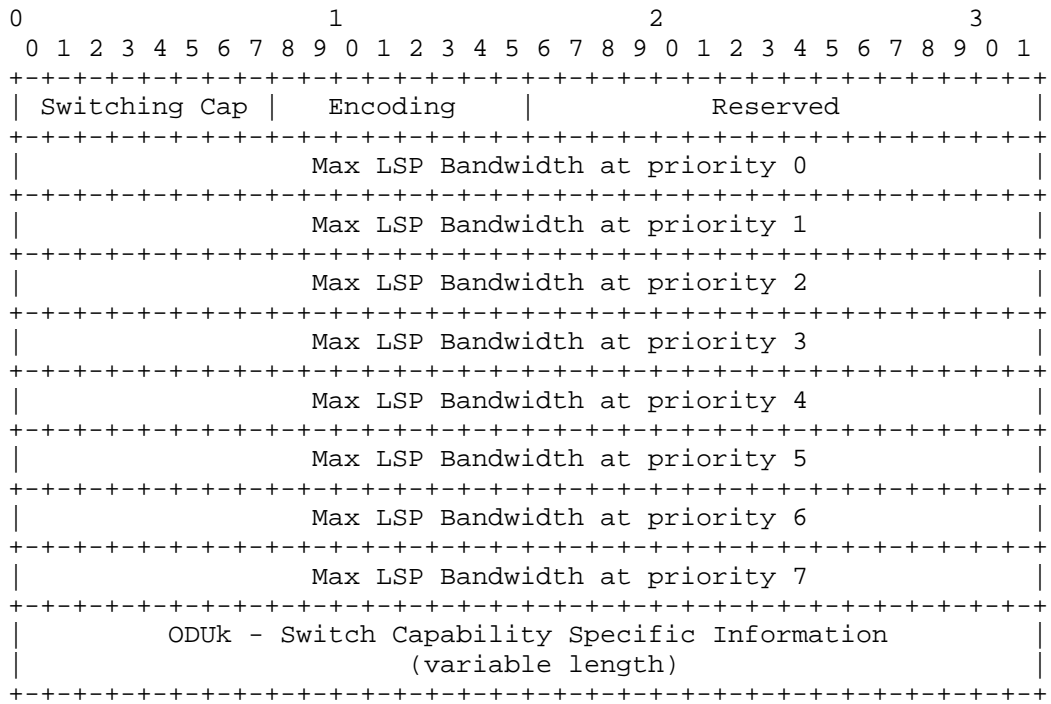 0                   1                   2                   3
 0 1 2 3 4 5 6 7 8 9 0 1 2 3 4 5 6 7 8 9 0 1 2 3 4 5 6 7 8 9 0 1
+-+-+-+-+-+-+-+-+-+-+-+-+-+-+-+-+-+-+-+-+-+-+-+-+-+-+-+-+-+-+-+-+
| Switching Cap |   Encoding    |           Reserved            |
+-+-+-+-+-+-+-+-+-+-+-+-+-+-+-+-+-+-+-+-+-+-+-+-+-+-+-+-+-+-+-+-+
|                  Max LSP Bandwidth at priority 0              |
+-+-+-+-+-+-+-+-+-+-+-+-+-+-+-+-+-+-+-+-+-+-+-+-+-+-+-+-+-+-+-+-+
|                  Max LSP Bandwidth at priority 1              |
+-+-+-+-+-+-+-+-+-+-+-+-+-+-+-+-+-+-+-+-+-+-+-+-+-+-+-+-+-+-+-+-+
|                  Max LSP Bandwidth at priority 2              |
+-+-+-+-+-+-+-+-+-+-+-+-+-+-+-+-+-+-+-+-+-+-+-+-+-+-+-+-+-+-+-+-+
|                  Max LSP Bandwidth at priority 3              |
+-+-+-+-+-+-+-+-+-+-+-+-+-+-+-+-+-+-+-+-+-+-+-+-+-+-+-+-+-+-+-+-+
|                  Max LSP Bandwidth at priority 4              |
+-+-+-+-+-+-+-+-+-+-+-+-+-+-+-+-+-+-+-+-+-+-+-+-+-+-+-+-+-+-+-+-+
|                  Max LSP Bandwidth at priority 5              |
+-+-+-+-+-+-+-+-+-+-+-+-+-+-+-+-+-+-+-+-+-+-+-+-+-+-+-+-+-+-+-+-+
|                  Max LSP Bandwidth at priority 6              |
+-+-+-+-+-+-+-+-+-+-+-+-+-+-+-+-+-+-+-+-+-+-+-+-+-+-+-+-+-+-+-+-+
|                  Max LSP Bandwidth at priority 7              |
+-+-+-+-+-+-+-+-+-+-+-+-+-+-+-+-+-+-+-+-+-+-+-+-+-+-+-+-+-+-+-+-+
|         ODUk - Switch Capability Specific Information         |
|                        (variable length)                      |
+-+-+-+-+-+-+-+-+-+-+-+-+-+-+-+-+-+-+-+-+-+-+-+-+-+-+-+-+-+-+-+-+